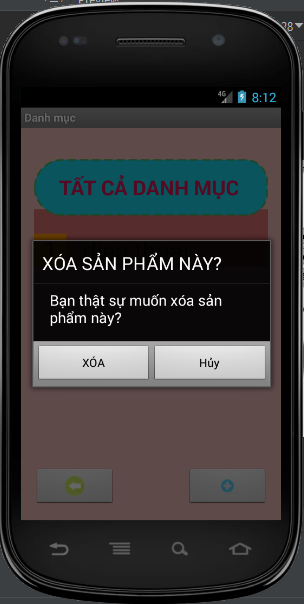 28
4G 8:12
Danh mục
TẤT CẢ DANH MỤC
XÓA SẢN PHẨM NÀY?
Bạn thật sự muốn xóa sản
phẩm này?
XÓA Hủy